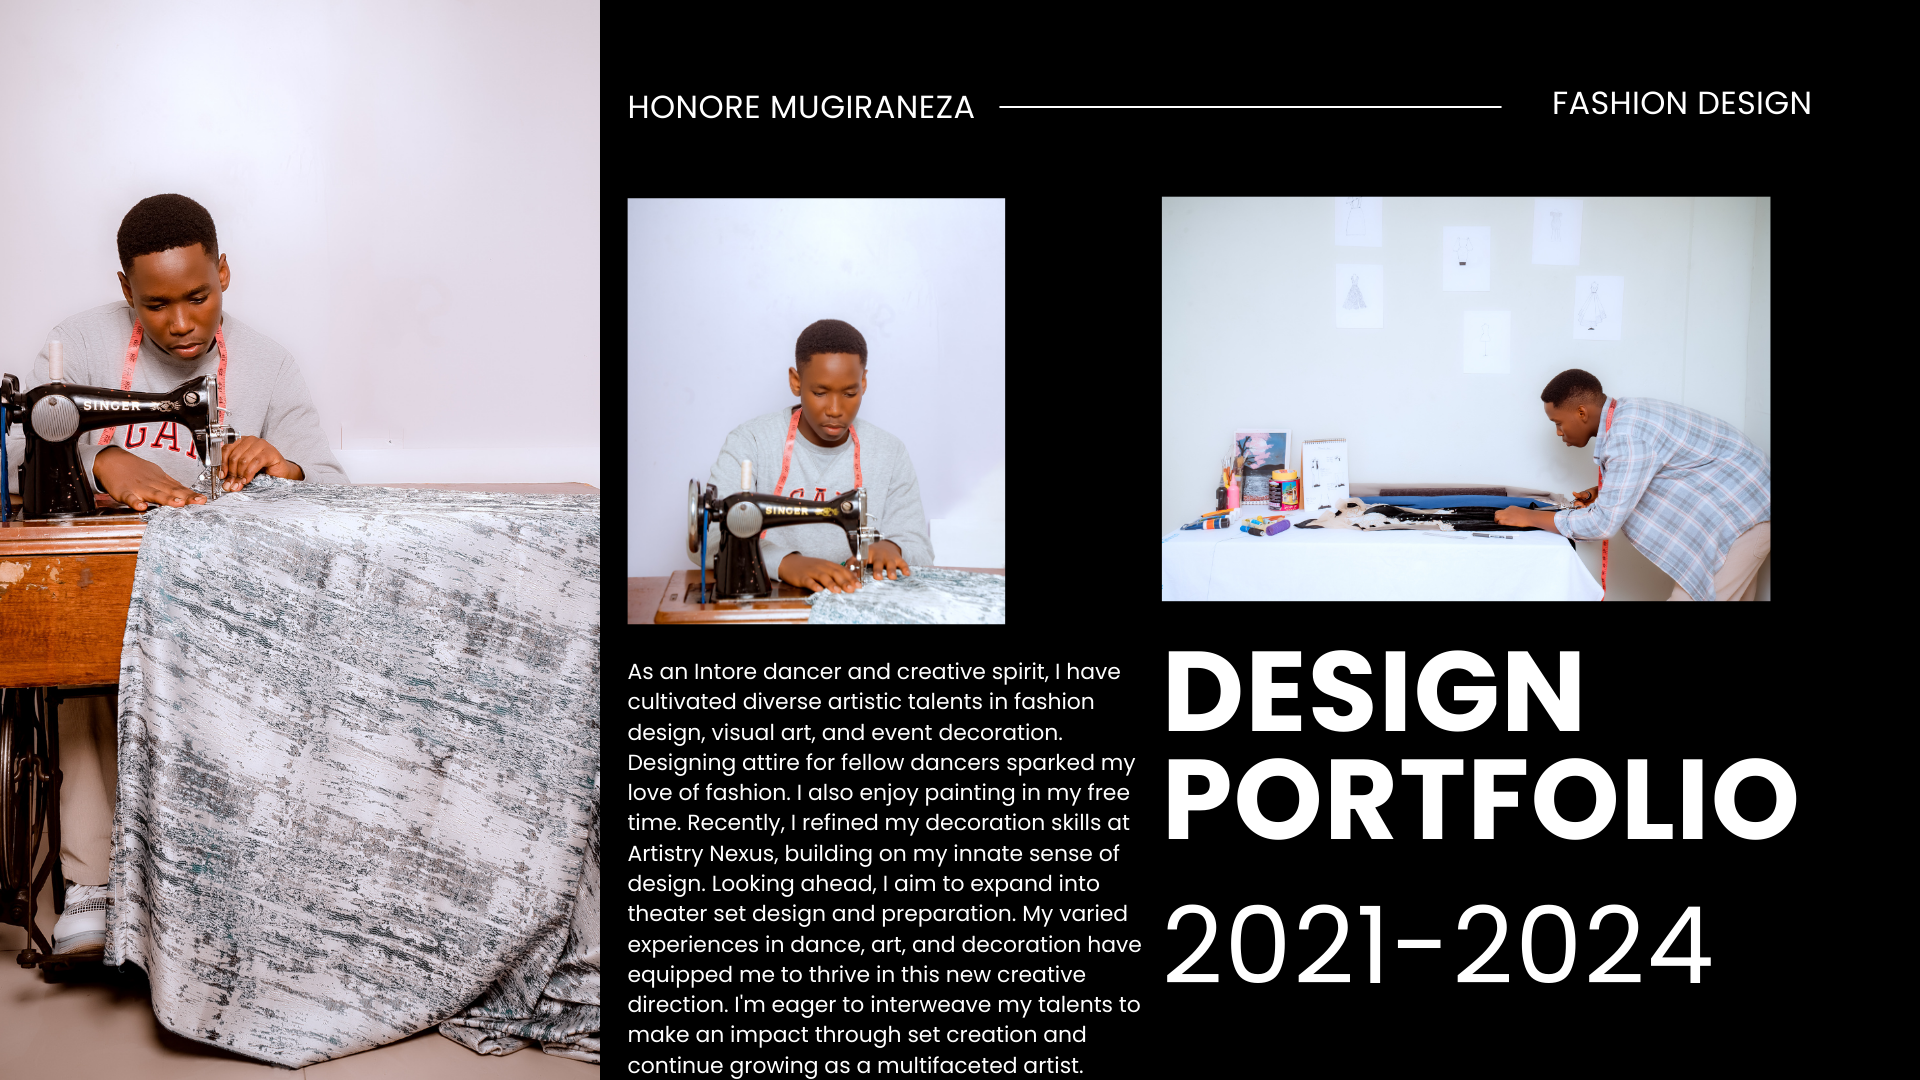 HONORE MUGIRANEZA
FASHION DESIGN
SINGER
SINGER
As an Intore dancer and creative spirit, I have
cultivated diverse artistic talents in fashion
design, visual art, and event decoration.
Designing attire for fellow dancers sparked my
love of fashion. I also enjoy painting in my free
time. Recently, I refined my decoration skills at
Artistry Nexus, building on my innate sense of
design. Looking ahead, I aim to expand into
theater set design and preparation. My varied
experiences in dance, art, and decoration have
equipped me to thrive in this new creative
direction. I'm eager to interweave my talents to
make an impact through set creation and
continue growing as a multifaceted artist.
DESIGN
PORTFOLIO
2021-2024